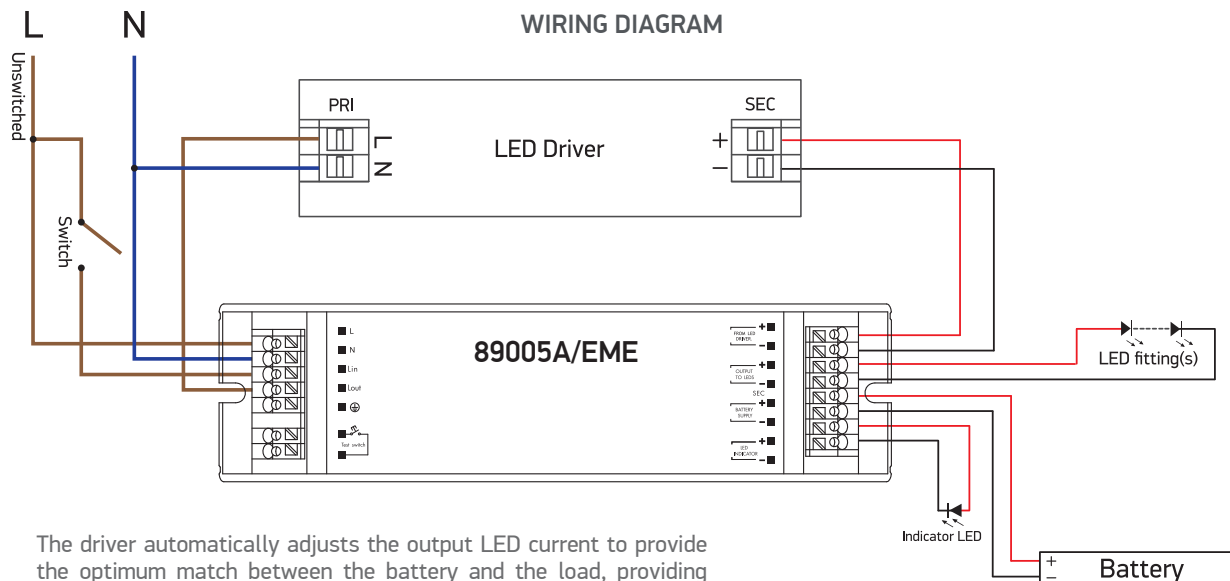 WIRING DIAGRAM
L
N
Unswitched
Switch
PRI
L
N
LED Driver
SEC
+
−
89005A/EME
L
N
Lin
Lout
Test switch
FROM LED
DRIVER
+
−
OUTPUT
TO LEDS
+
−
SEC
BATTERY
SUPPLY
+
−
LED
INDICATOR
+
−
LED fitting(s)
Indicator LED
+
−
Battery
The driver automatically adjusts the output LED current to provide
the optimum match between the battery and the load, providing